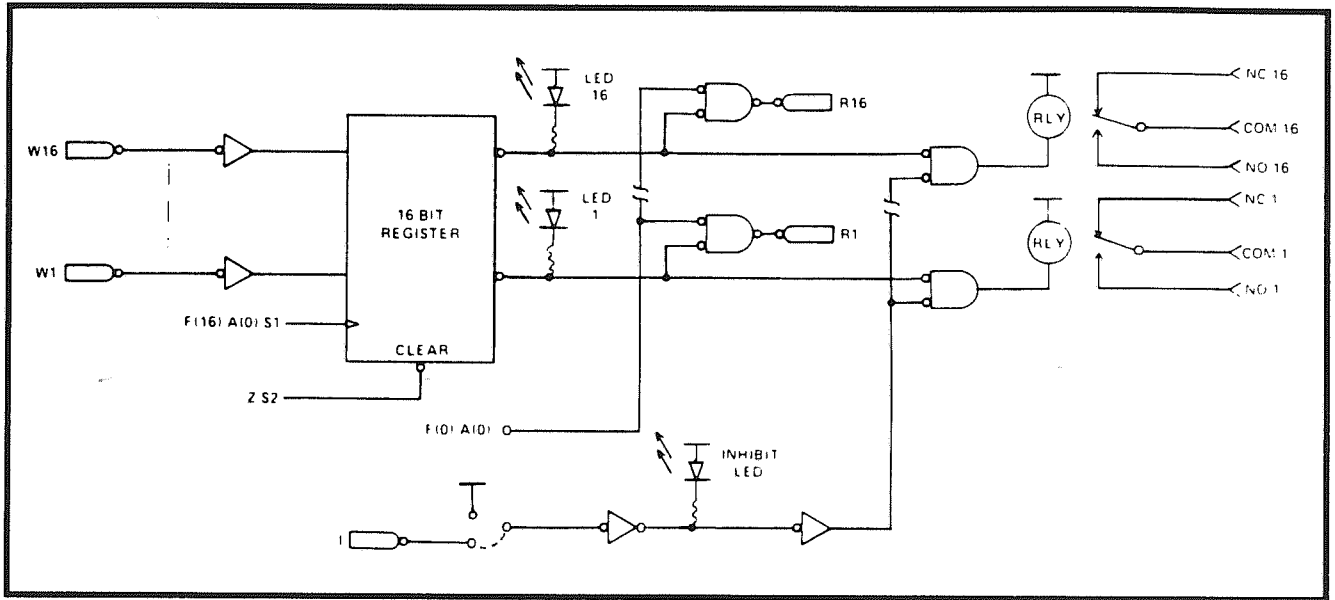 LED
16
R16
NC 16
RLY
COM 16
W16
NO 16
LED
1
NC 1
16 BIT
REGISTER
R1
RLY
COM 1
W1
NO 1
F(16) A(0) S1
CLEAR
Z S2
F(0) A(0)
INHIBIT
LED
I